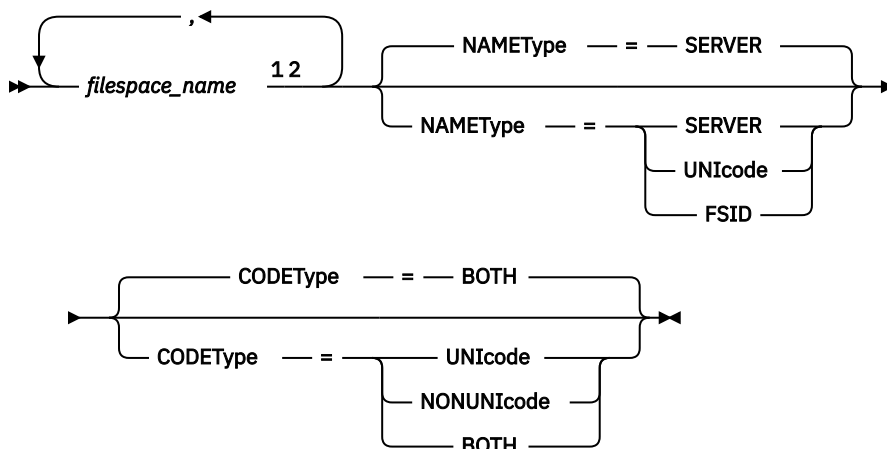 ,
filespace_name 1 2
NAMEType = SERVER
NAMEType = SERVER
UNIcode
FSID
CODEType = BOTH
CODEType = UNIcode
NONUNIcode
BOTH